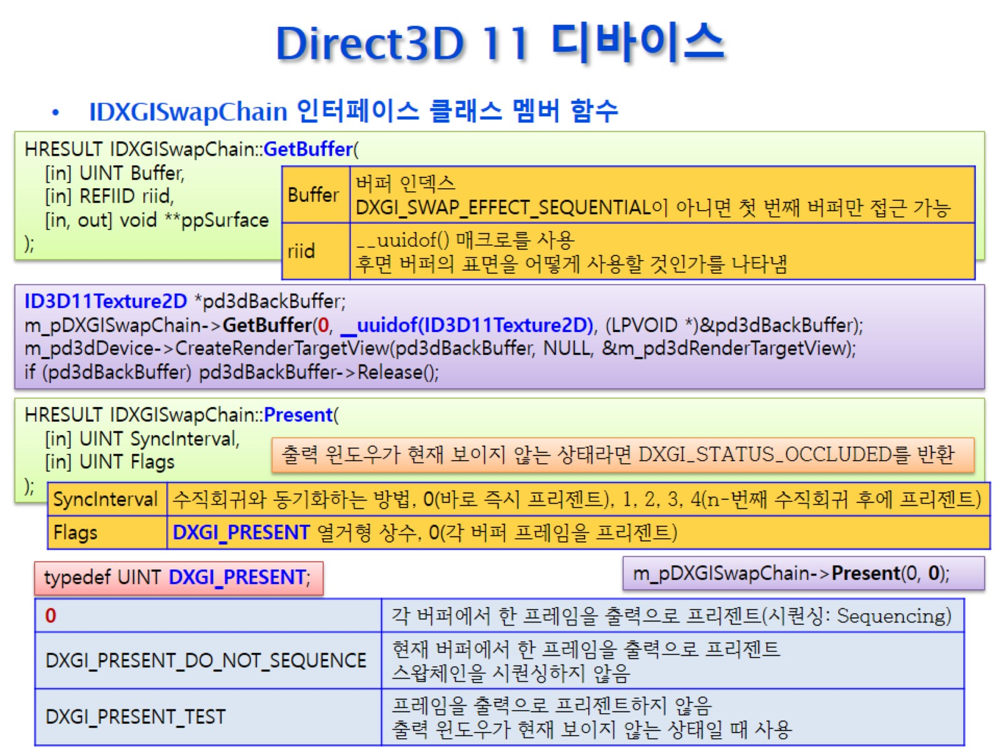 Direct3D 11 디바이스
• IDXGISwapChain 인터페이스 클래스 멤버 함수
HRESULT IDXGISwapChain::GetBuffer(
[in] UINT Buffer,
[in] REFIID riid,
[in, out] void **ppSurface
);
Buffer
버퍼 인덱스
DXGI_SWAP_EFFECT_SEQUENTIAL이 아니면 첫 번째 버퍼만 접근 가능
riid
__uuidof() 매크로를 사용
후면 버퍼의 표면을 어떻게 사용할 것인가를 나타냄
ID3D11Texture2D *pd3dBackBuffer;
m_pDXGISwapChain->GetBuffer(0, __uuidof(ID3D11Texture2D), (LPVOID *)&pd3dBackBuffer);
m_pd3dDevice->CreateRenderTargetView(pd3dBackBuffer, NULL, &m_pd3dRenderTargetView);
if (pd3dBackBuffer) pd3dBackBuffer->Release();
HRESULT IDXGISwapChain::Present(
[in] UINT SyncInterval,
[in] UINT Flags
);
출력 윈도우가 현재 보이지 않는 상태라면 DXGI_STATUS_OCCLUDED를 반환
SyncInterval 수직회귀와 동기화하는 방법, 0(바로 즉시 프리젠트), 1, 2, 3, 4(n-번째 수직회귀 후에 프리젠트)
Flags DXGI_PRESENT 열거형 상수, 0(각 버퍼 프레임을 프리젠트)
typedef UINT DXGI_PRESENT;
m_pDXGISwapChain->Present(0, 0);
0 각 버퍼에서 한 프레임을 출력으로 프리젠트(시퀀싱: Sequencing)
DXGI_PRESENT_DO_NOT_SEQUENCE
현재 버퍼에서 한 프레임을 출력으로 프리젠트
스왑체인을 시퀀싱하지 않음
DXGI_PRESENT_TEST
프레임을 출력으로 프리젠트하지 않음
출력 윈도우가 현재 보이지 않는 상태일 때 사용